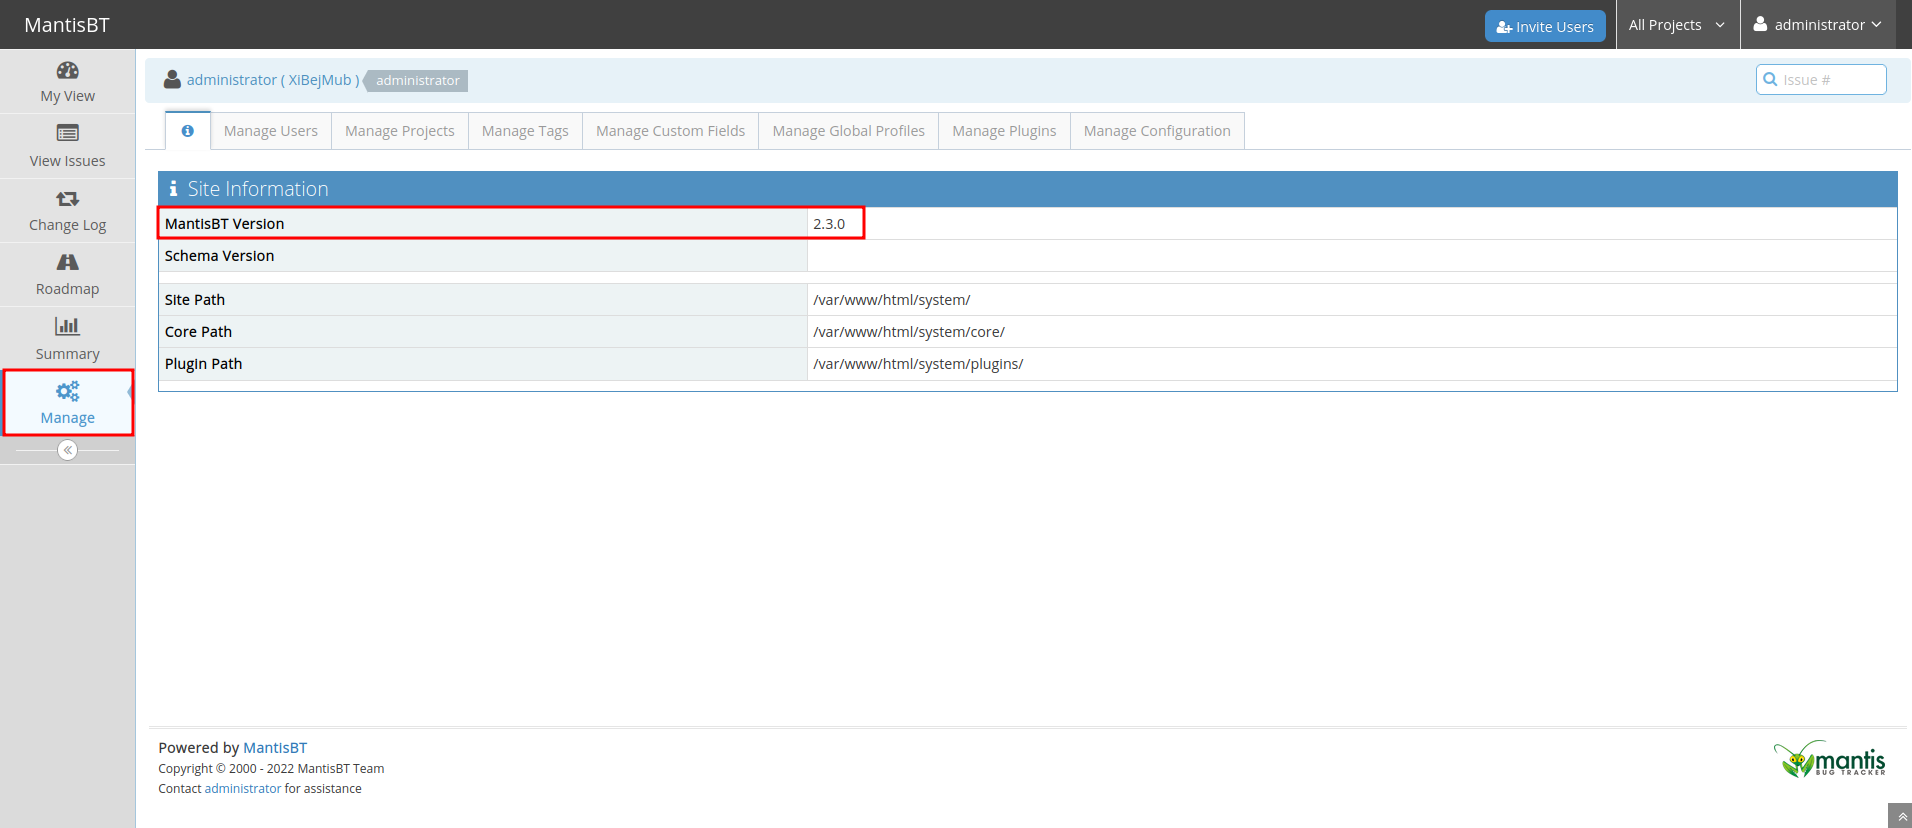 MantisBT
Invite Users
All Projects
administrator
My View
View Issues
Change Log
Roadmap
Summary
Manage
administrator ( XiBejMub )
administrator
Issue #
Manage Users
Manage Projects
Manage Tags
Manage Custom Fields
Manage Global Profiles
Manage Plugins
Manage Configuration
Site Information
MantisBT Version 2.3.0
Schema Version
Site Path /var/www/html/system/
Core Path /var/www/html/system/core/
Plugin Path /var/www/html/system/plugins/
Powered by MantisBT
Copyright © 2000 - 2022 MantisBT Team
Contact administrator for assistance
mantis
BUG TRACKER